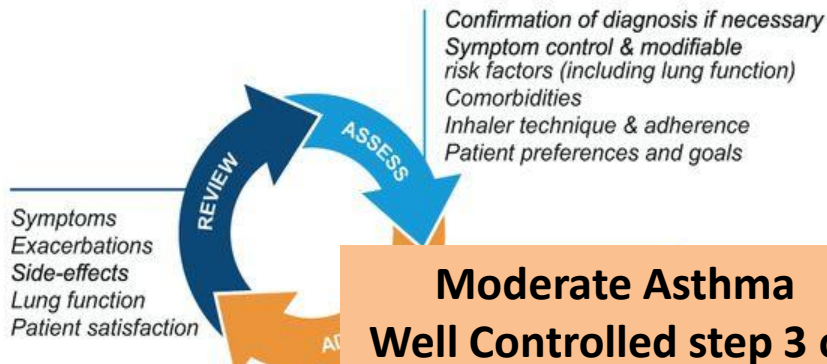 Confirmation of diagnosis if necessary
Symptom control & modifiable
risk factors (including lung function)
Comorbidities
Inhaler technique & adherence
Patient preferences and goals
ASSESS
REVIEW
Symptoms
Exacerbations
Side-effects
Lung function
Patient satisfaction
Moderate Asthma
Well Controlled step 3